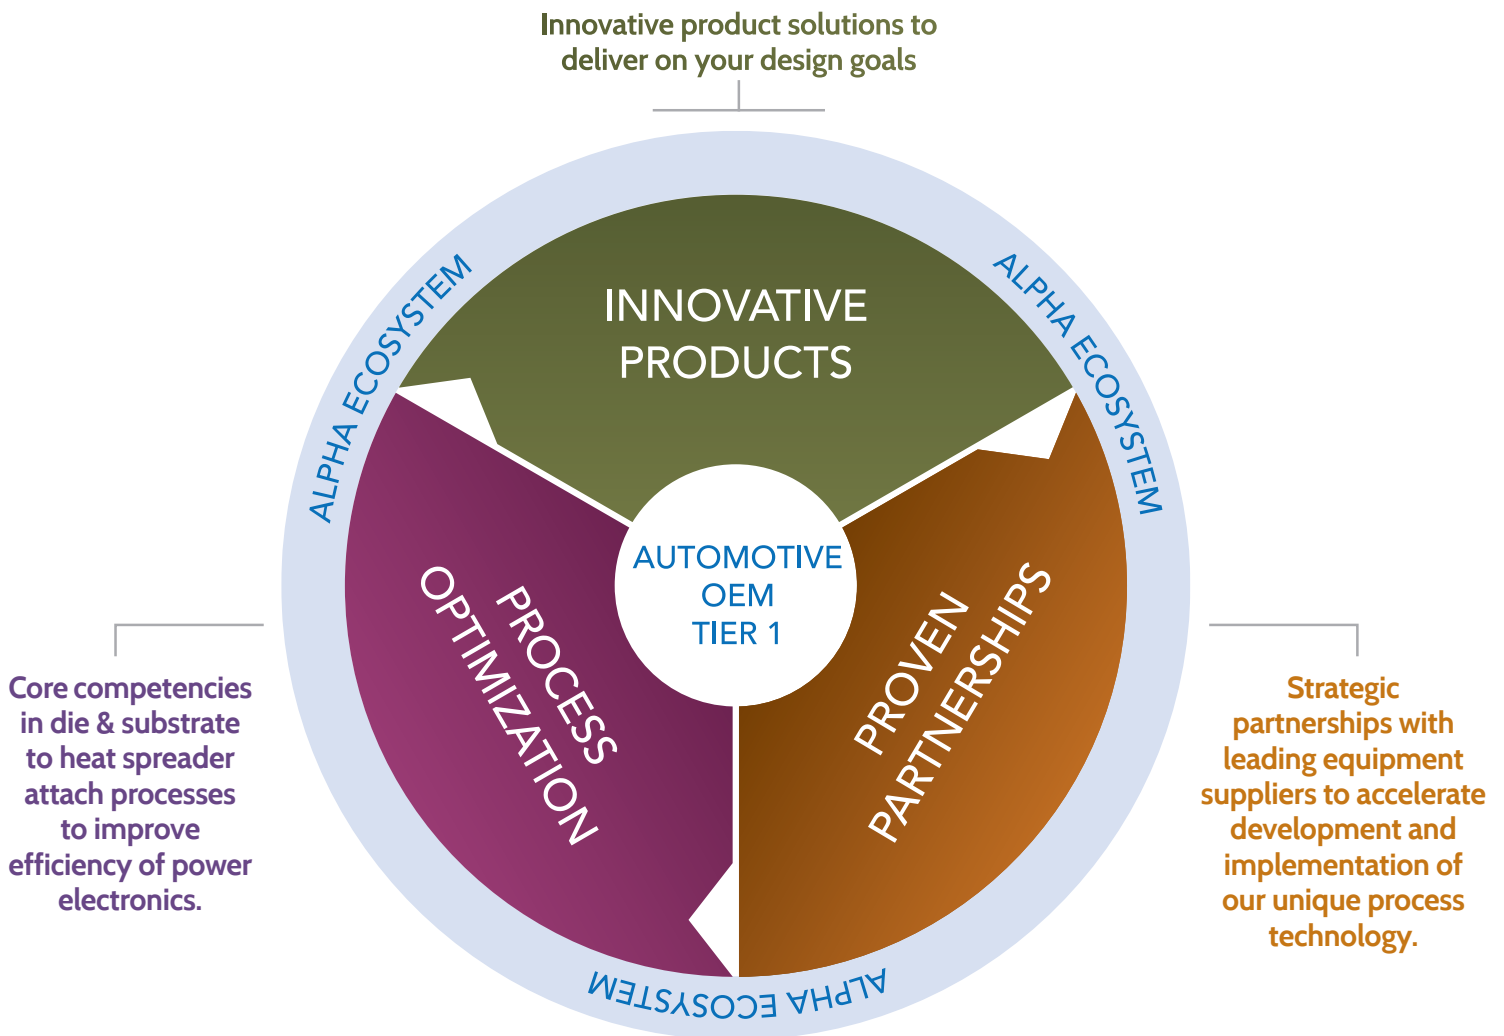 Innovative product solutions to
deliver on your design goals
ALPHA ECOSYSTEM
ALPHA ECOSYSTEM
INNOVATIVE
PRODUCTS
AUTOMOTIVE
OEM
TIER 1
PROCESS
OPTIMIZATION
PROVEN
PARTNERSHIPS
Core competencies
in die & substrate
to heat spreader
attach processes
to improve
efficiency of power
electronics.
Strategic
partnerships with
leading equipment
suppliers to accelerate
development and
implementation of
our unique process
technology.
ALPHA ECOSYSTEM